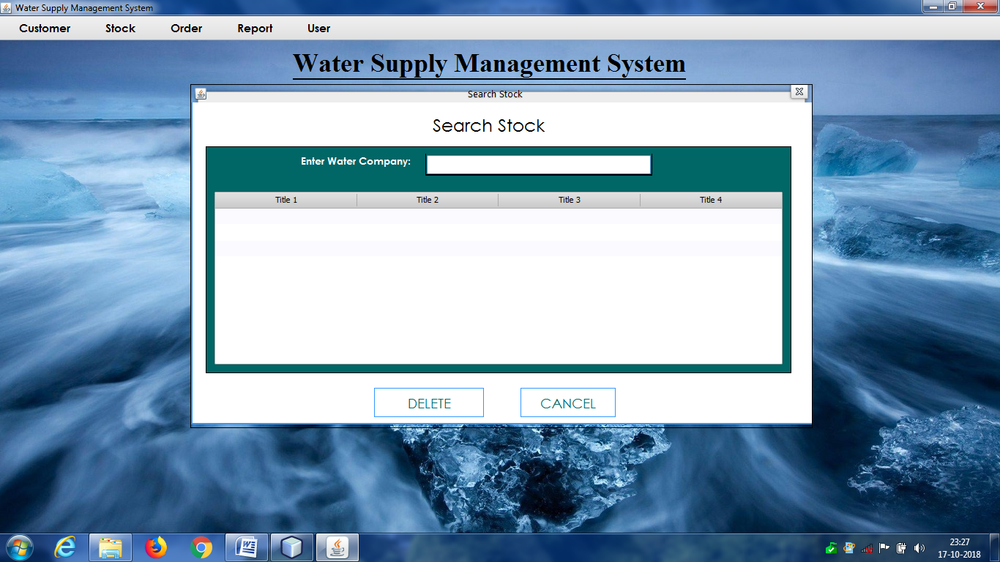 Water Supply Management System
Customer Stock Order Report User
Water Supply Management System
Search Stock
Search Stock
Enter Water Company:
Title 1 Title 2 Title 3 Title 4
DELETE CANCEL
23:27
17-10-2018